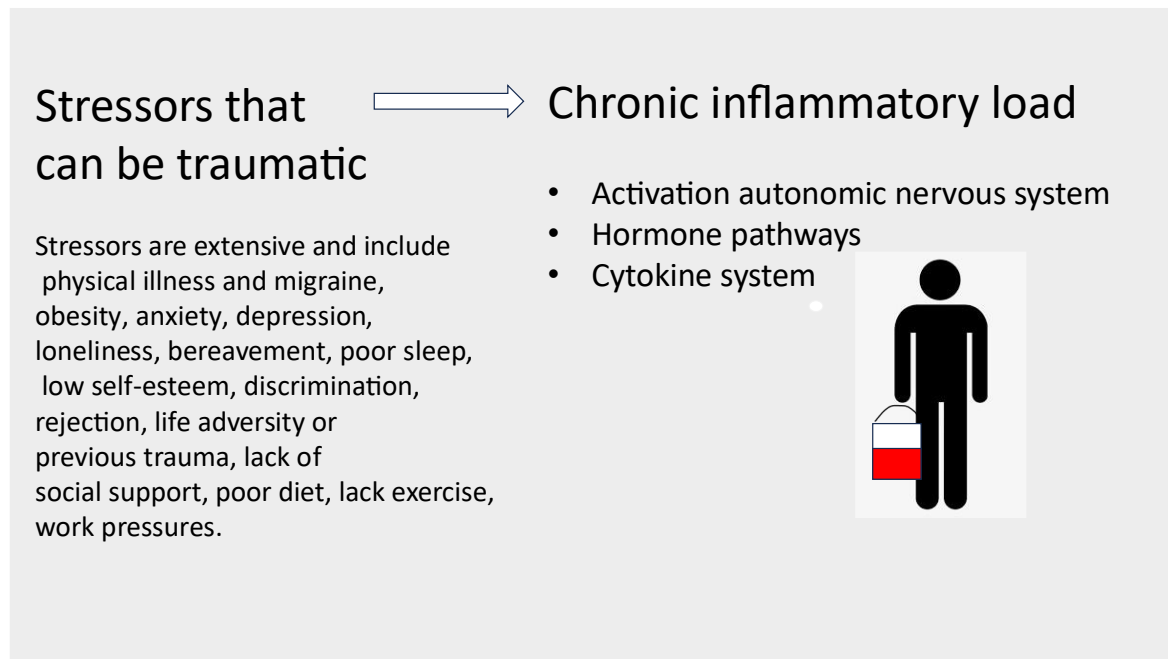 Stressors that
can be traumatic
Stressors are extensive and include
physical illness and migraine,
obesity, anxiety, depression,
loneliness, bereavement, poor sleep,
low self-esteem, discrimination,
rejection, life adversity or
previous trauma, lack of
social support, poor diet, lack exercise,
work pressures.
Chronic inflammatory load
• Activation autonomic nervous system
• Hormone pathways
• Cytokine system